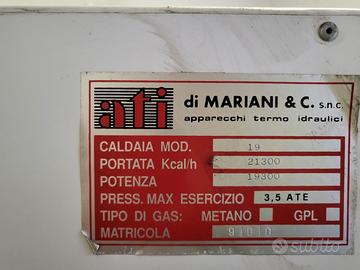 ati
di MARIANI & C. s.n.c.
apparecchi termo idraulici
CALDAIA MOD. 19
PORTATA Kcal/h 21300
POTENZA 19300
PRESS. MAX ESERCIZIO 3,5 ATE
TIPO DI GAS: METANO GPL
MATRICOLA 91010
subito